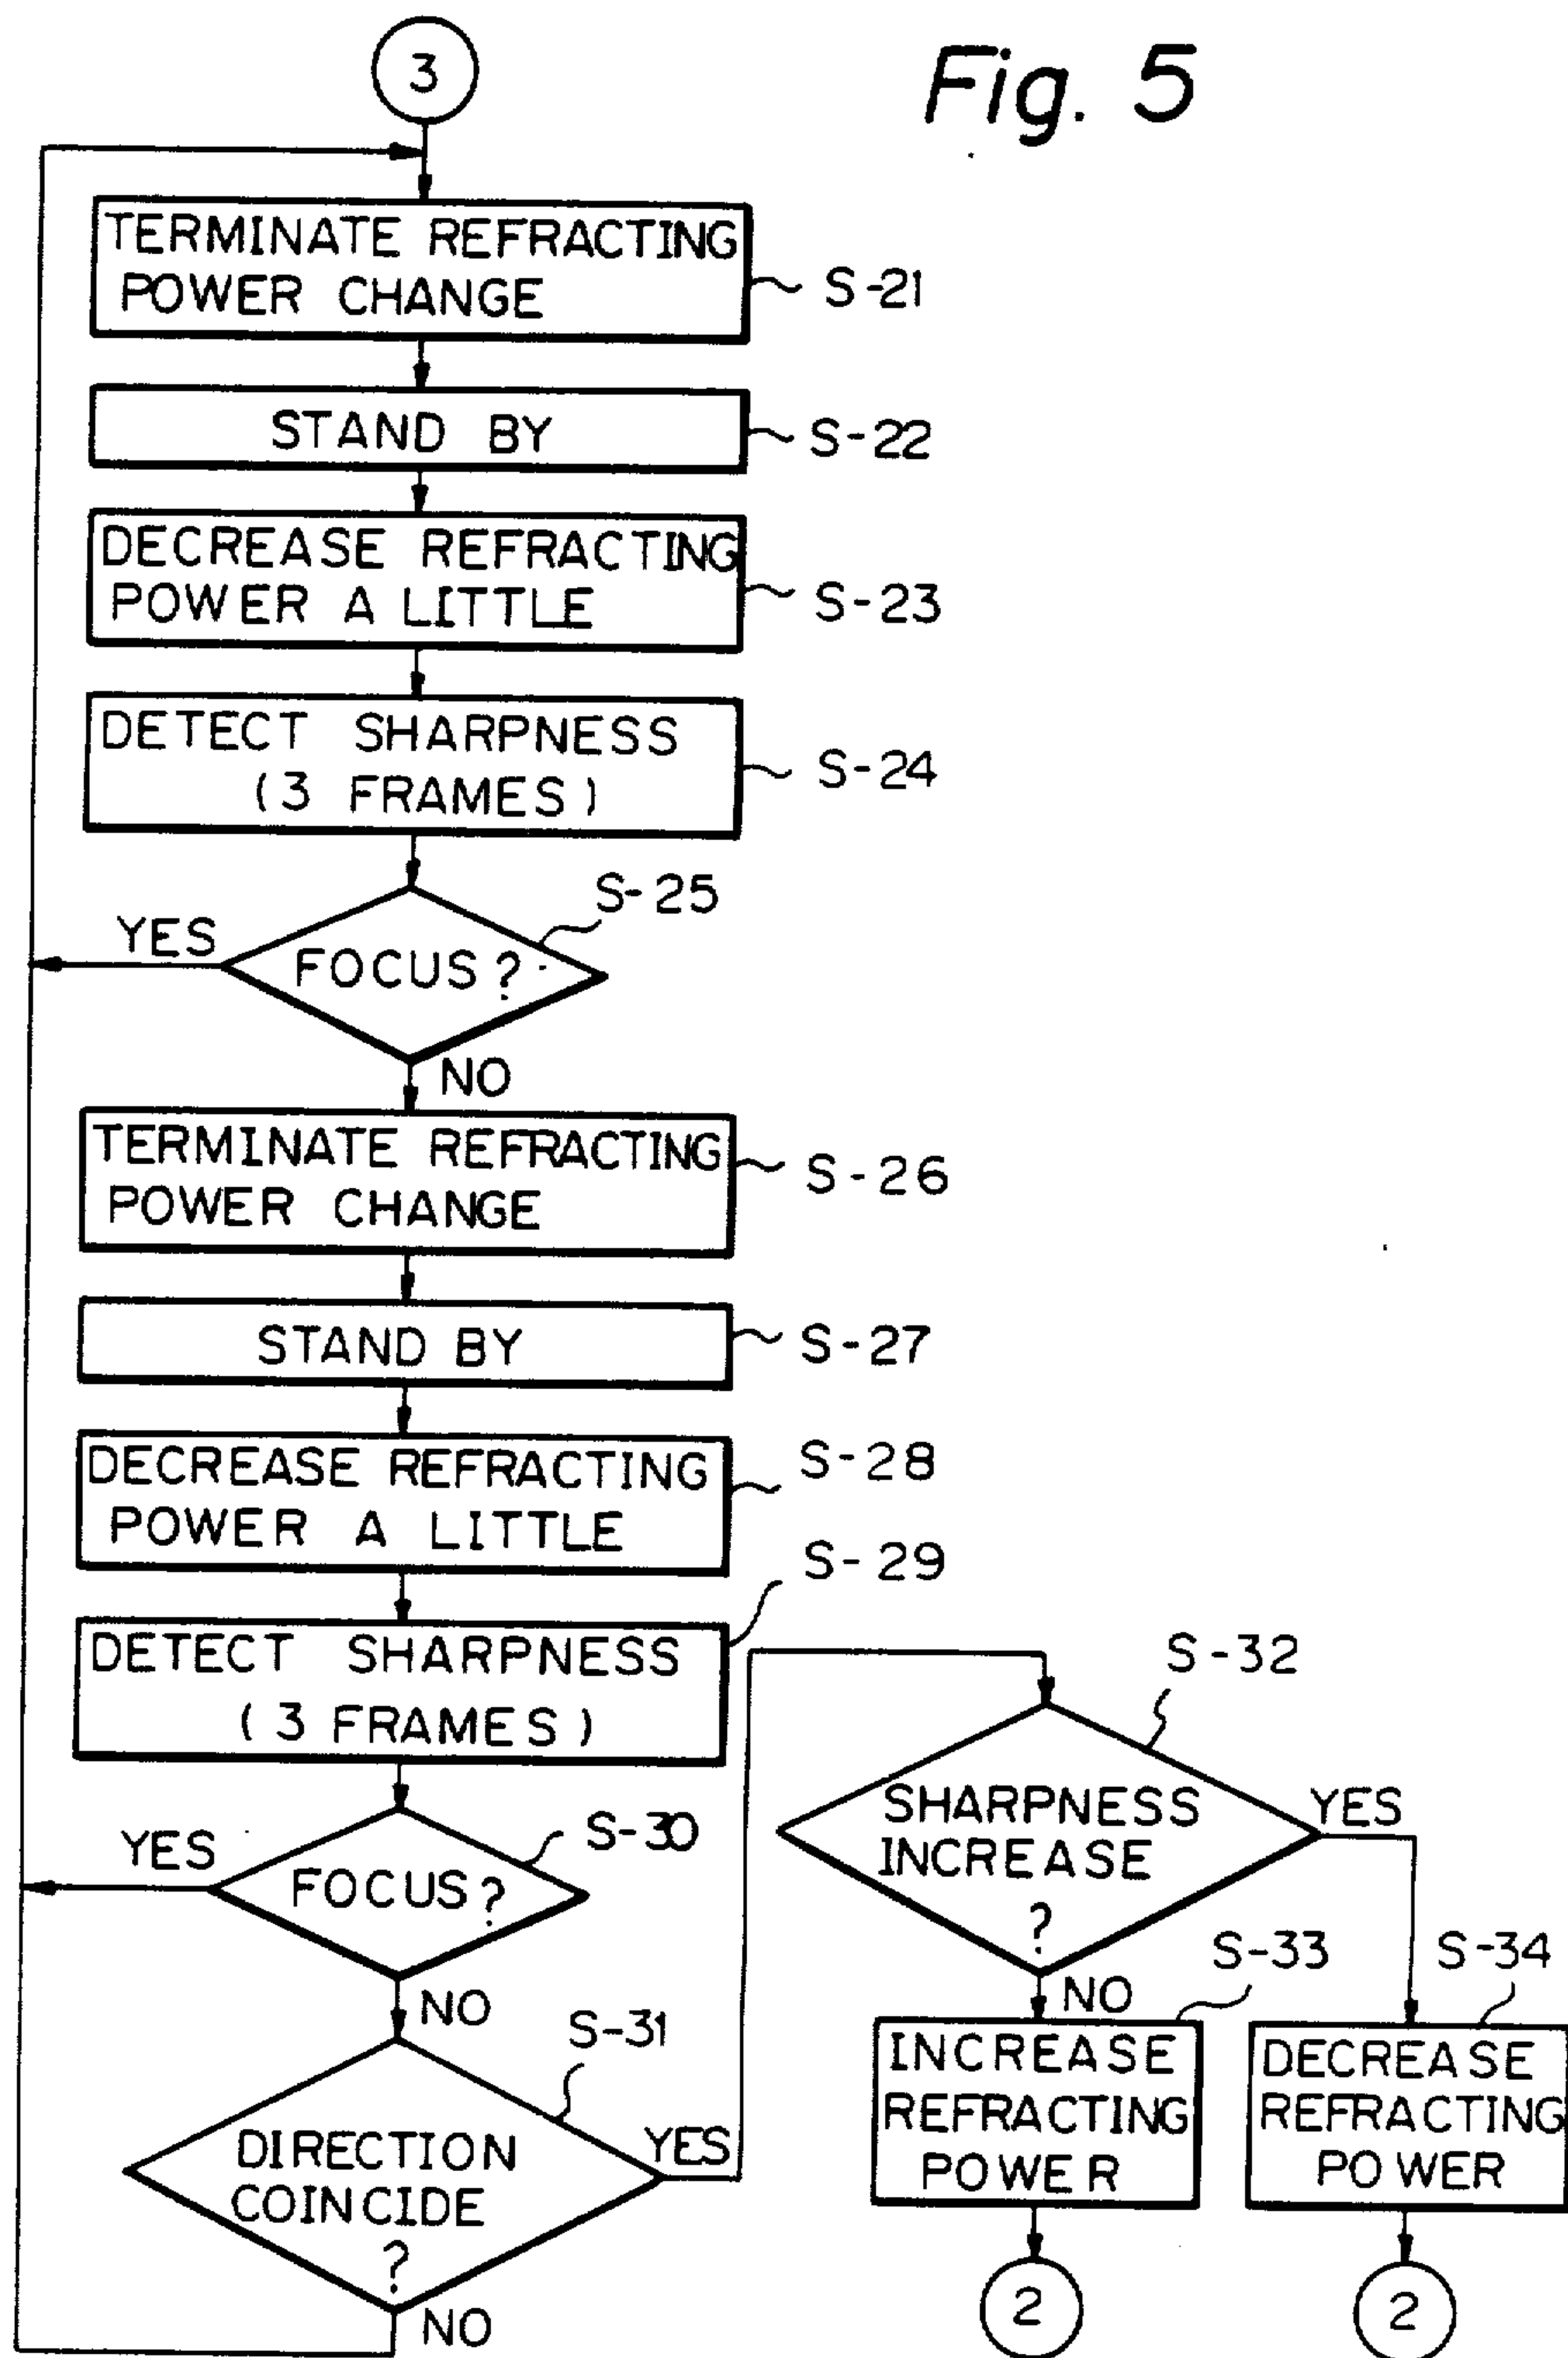 Fig. 5
3
TERMINATE REFRACTING
POWER CHANGE
S-21
STAND BY
S-22
DECREASE REFRACTING
POWER A LITTLE
S-23
DETECT SHARPNESS
(3 FRAMES)
S-24
S-25
YES
FOCUS?
NO
TERMINATE REFRACTING
POWER CHANGE
S-26
STAND BY
S-27
DECREASE REFRACTING
POWER A LITTLE
S-28
S-29
DETECT SHARPNESS
(3 FRAMES)
S-30
YES
FOCUS?
NO
S-31
DIRECTION
COINCIDE
?
YES
NO
S-32
SHARPNESS
INCREASE
?
YES
NO
S-33
INCREASE
REFRACTING
POWER
2
S-34
DECREASE
REFRACTING
POWER
2